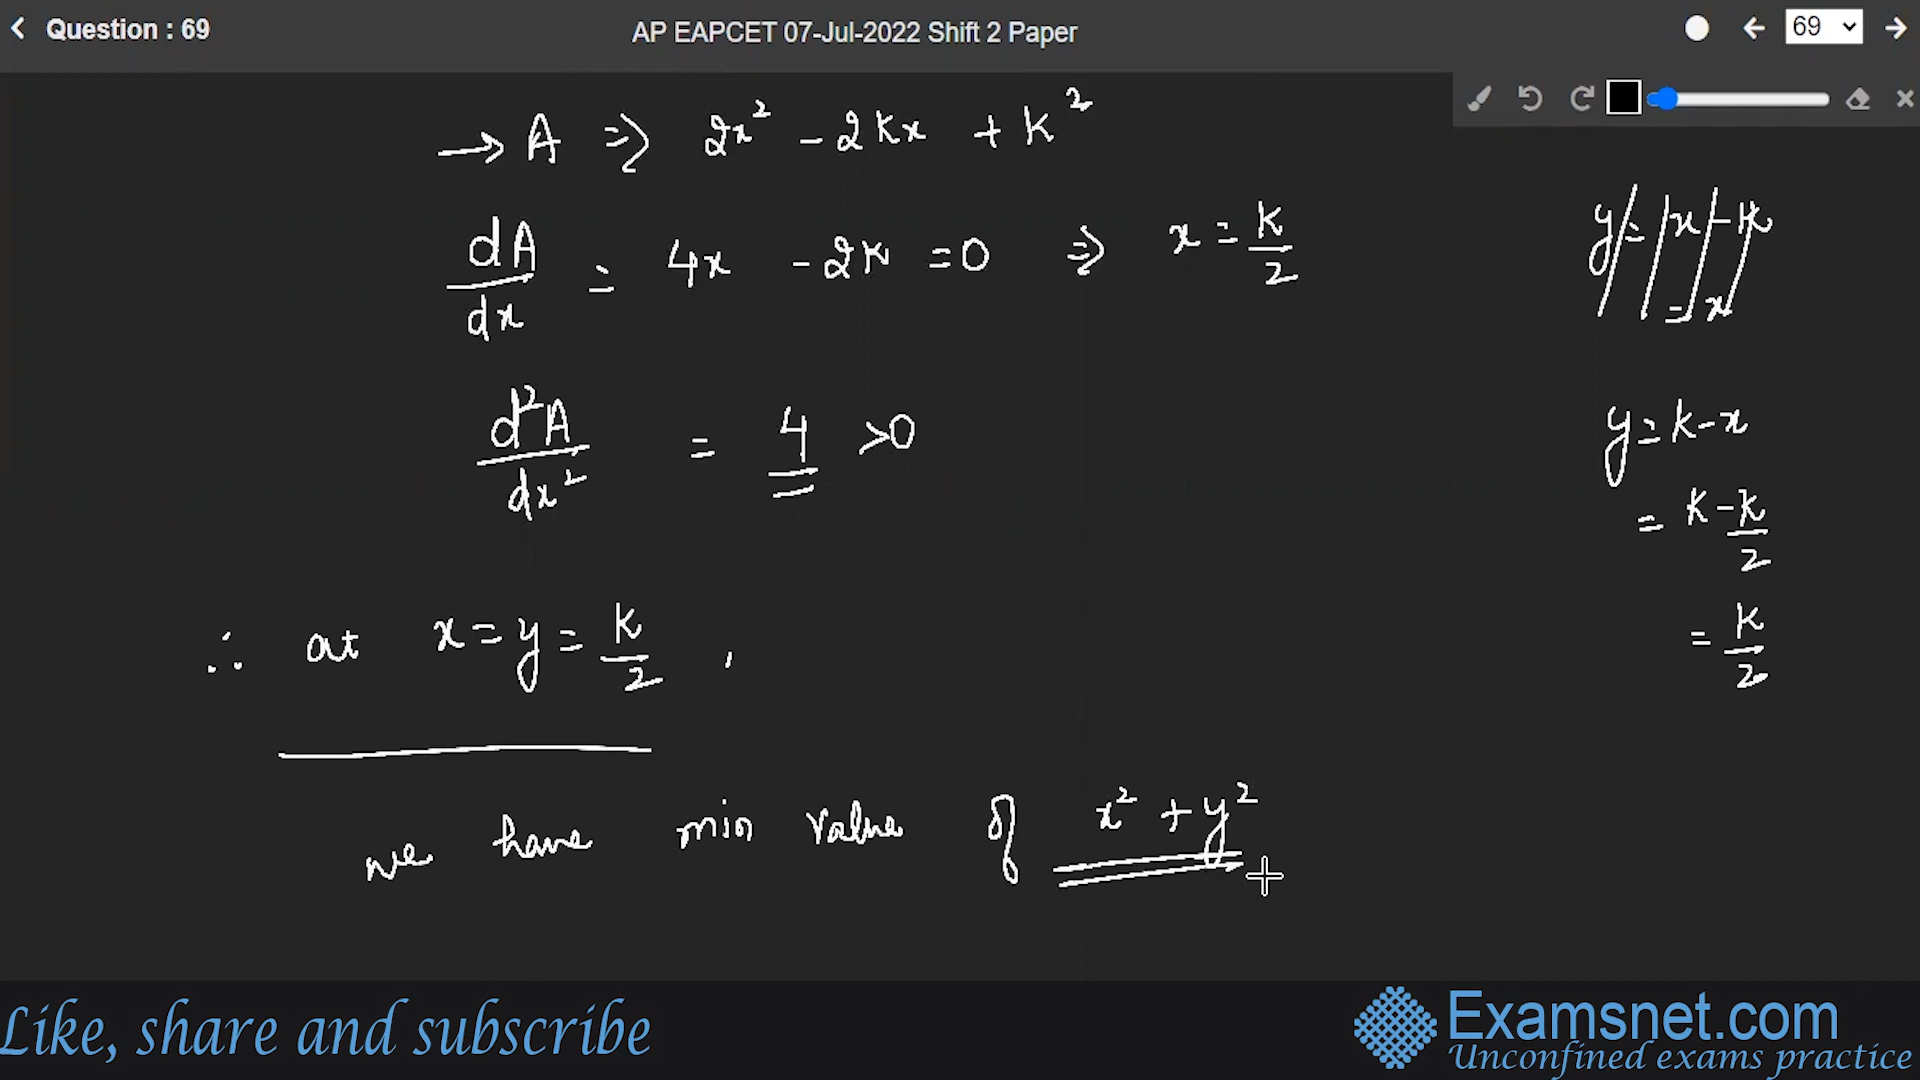 Question : 69
AP EAPCET 07-Jul-2022 Shift 2 Paper
69
→ A ⇒ 2x² - 2kx + k²
dA/dx = 4x - 2k = 0 ⇒ x = k/2
d²A/dx² = 4 >0
∴ at x = y = k/2 ,
we have min value of x² + y²
y = x - k
= x
y = k - x
= k - k/2
= k/2
Like, share and subscribe
Examsnet.com
Unconfined exams practice